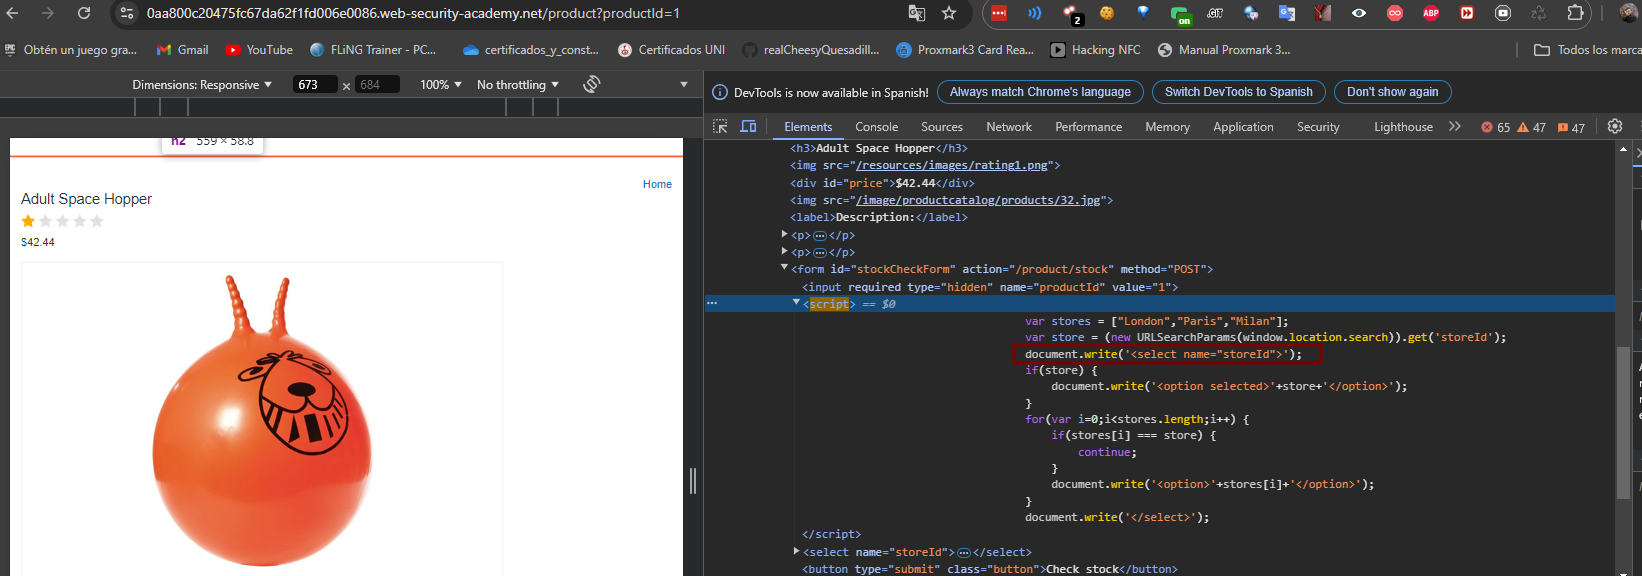 0aa800c20475fc67da62f1fd006e0086.web-security-academy.net/product?productId=1
2
on
.GIT
ABP
Obtén un juego gra...
Gmail
YouTube
FLiNG Trainer - PC...
certificados_y_const...
Certificados UNI
realCheesyQuesadill...
Proxmark3 Card Rea...
Hacking NFC
Manual Proxmark 3...
Todos los marca
Dimensions: Responsive
673
×
684
100%
No throttling
DevTools is now available in Spanish!
Always match Chrome's language
Switch DevTools to Spanish
Don't show again
Elements
Console
Sources
Network
Performance
Memory
Application
Security
Lighthouse
65
47
47
h2 559 × 58.8
Home
Adult Space Hopper
$42.44
<h3>Adult Space Hopper</h3>
<img src="/resources/images/rating1.png">
<div id="price">$42.44</div>
<img src="/image/productcatalog/products/32.jpg">
<label>Description:</label>
<p>…</p>
<p>…</p>
<form id="stockCheckForm" action="/product/stock" method="POST">
<input required type="hidden" name="productId" value="1">
<script> == $0
var stores = ["London","Paris","Milan"];
var store = (new URLSearchParams(window.location.search)).get('storeId');
document.write('<select name="storeId">');
if(store) {
document.write('<option selected>'+store+'</option>');
}
for(var i=0;i<stores.length;i++) {
if(stores[i] === store) {
continue;
}
document.write('<option>'+stores[i]+'</option>');
}
document.write('</select>');
</script>
<select name="storeId">…</select>
<button type="submit" class="button">Check stock</button>